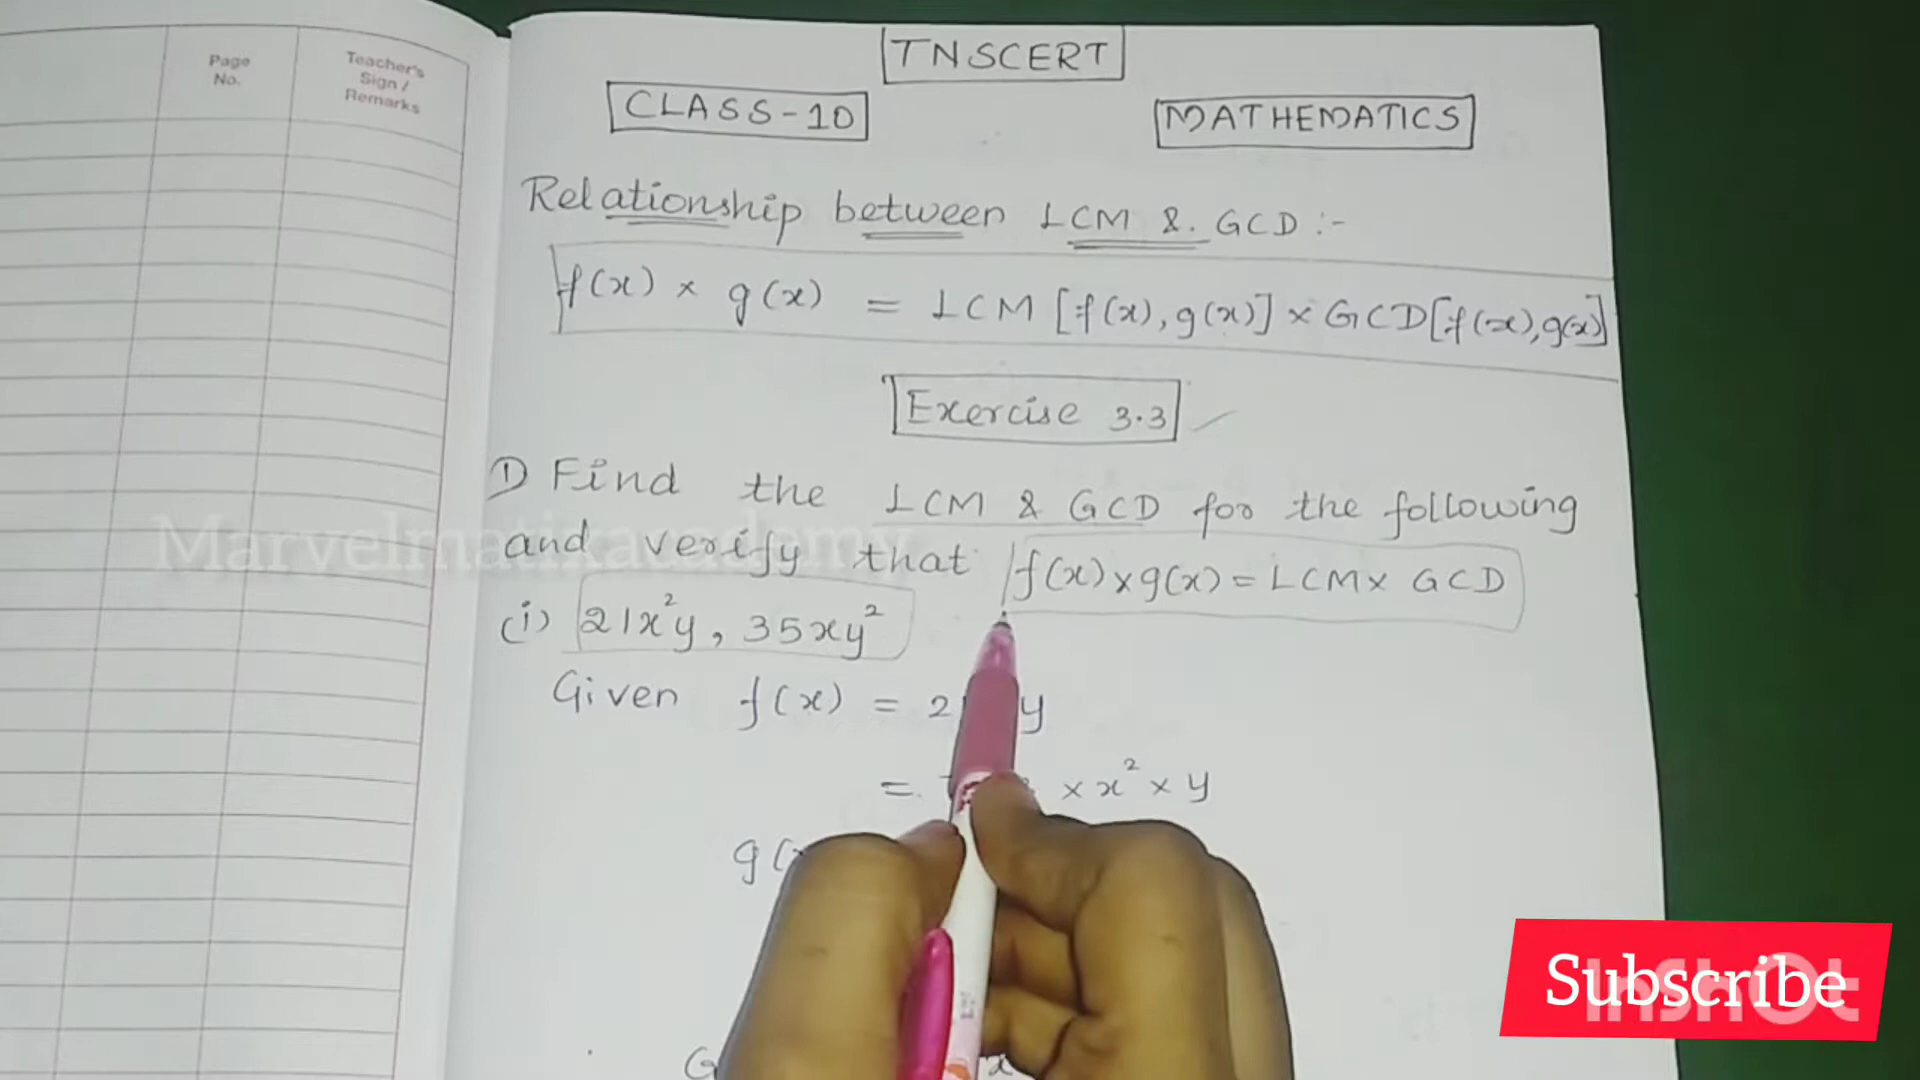 Page No.
Teacher's Sign / Remarks
TNSCERT
CLASS-10
MATHEMATICS
Relationship between LCM & GCD :-
f(x) × g(x) = LCM [f(x), g(x)] × GCD[f(x), g(x)]
Exercise 3.3
1) Find the LCM & GCD for the following
and verify that f(x) × g(x) = LCM × GCD
(i) 21x²y, 35xy²
Given f(x) = 2 y
= × x² × y
g(
G
x
Marvelmatikacademy
Subscribe
InShOt